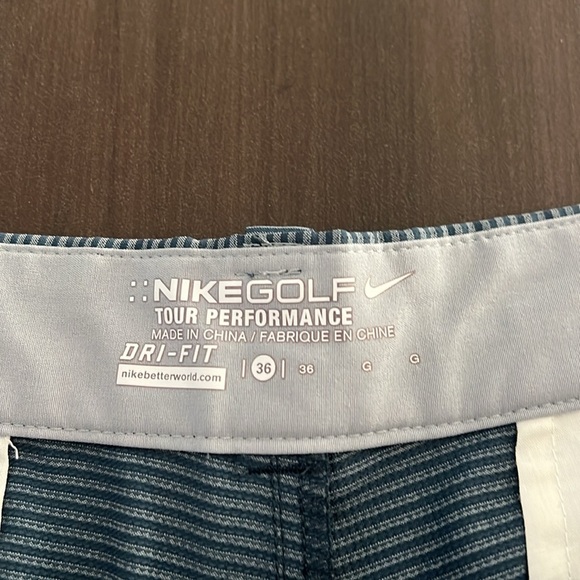 ::NIKEGOLF
TOUR PERFORMANCE
MADE IN CHINA / FABRIQUE EN CHINE
DRI-FIT
nikebetterworld.com |36| 36 G G